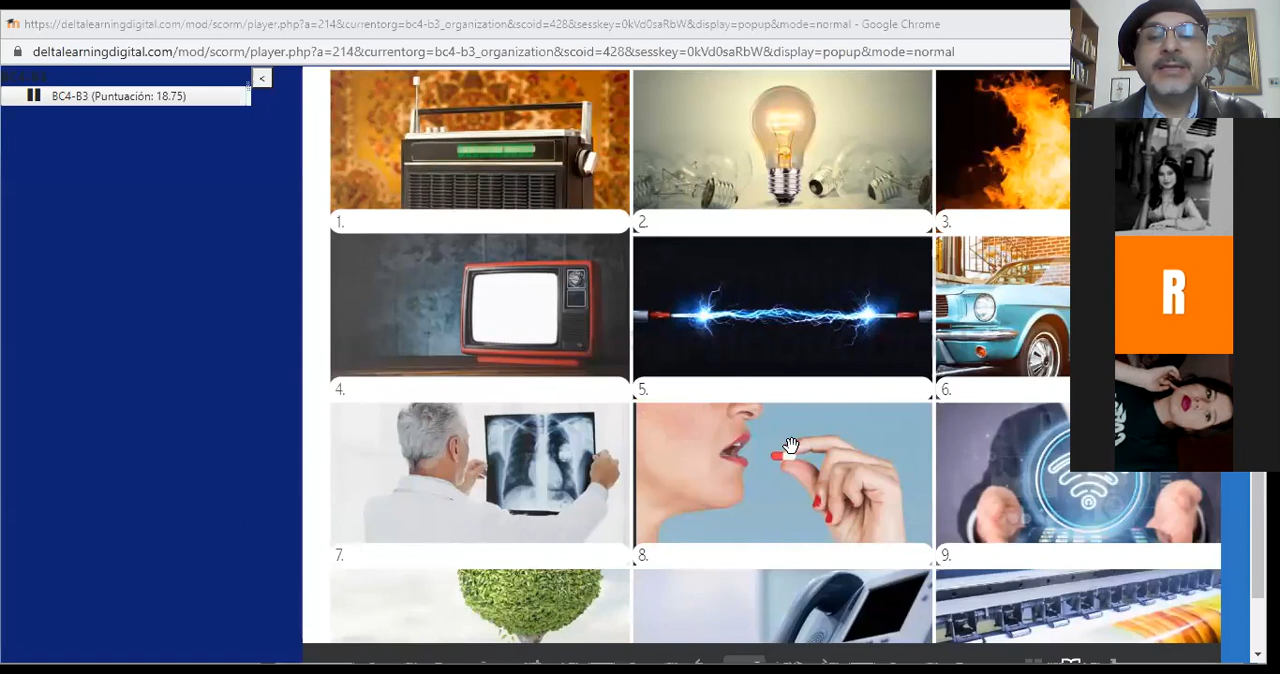 https://deltalearningdigital.com/mod/scorm/player.php?a=214&currentorg=bc4-b3_organization&scoid=428&sesskey=0kVd0saRbW&display=popup&mode=normal - Google Chrome
deltalearningdigital.com/mod/scorm/player.php?a=214&currentorg=bc4-b3_organization&scoid=428&sesskey=0kVd0saRbW&display=popup&mode=normal
BC4-B3
<
BC4-B3 (Puntuación: 18.75)
1.
2.
3.
R
4.
5.
6.
7.
8.
9.